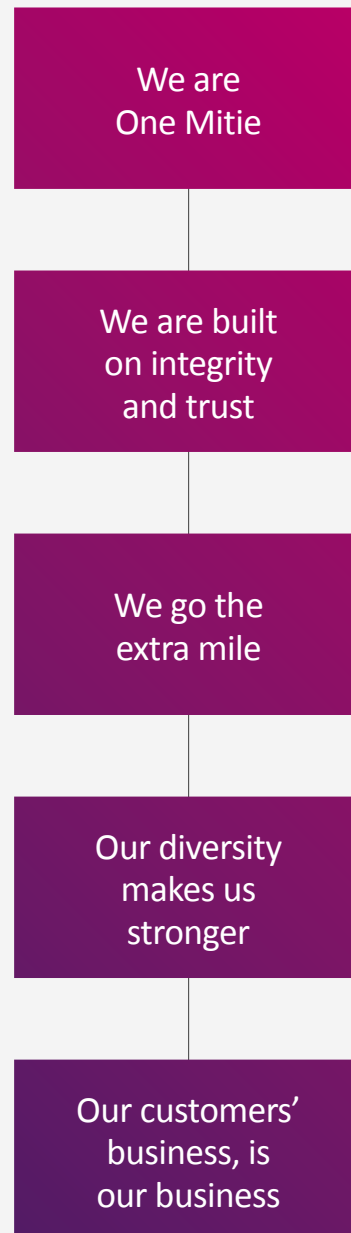 We are
One Mitie
We are built
on integrity
and trust
We go the
extra mile
Our diversity
makes us
stronger
Our customers’
business, is
our business